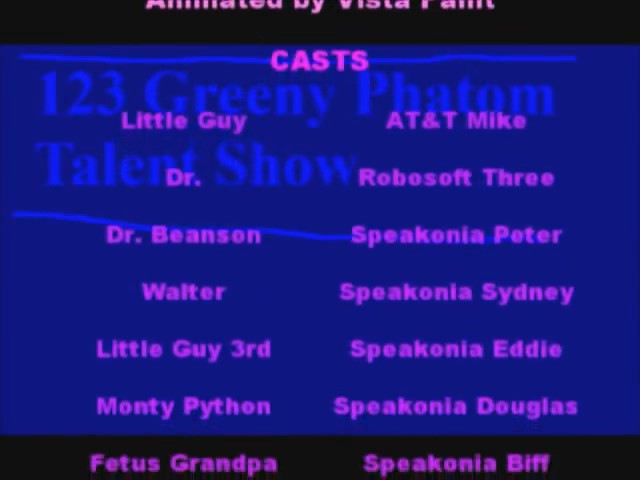 Animated by Vista Paint
CASTS
123 Greeny Phatom
Talent Show
Little Guy AT&T Mike
Dr. Robosoft Three
Dr. Beanson Speakonia Peter
Walter Speakonia Sydney
Little Guy 3rd Speakonia Eddie
Monty Python Speakonia Douglas
Fetus Grandpa Speakonia Biff